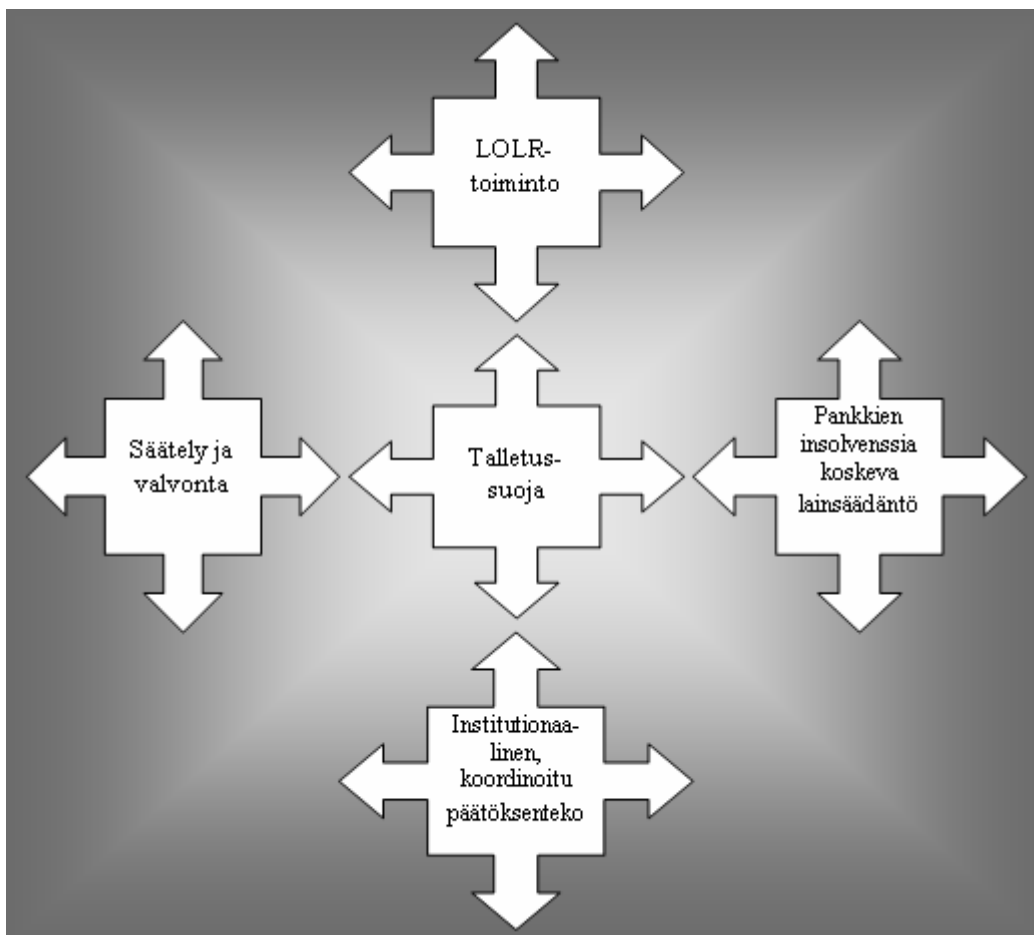 LOLR-
toiminto
Säätely ja
valvonta
Talletus-
suoja
Pankkien
insolvenssia
koskeva
lainsäädäntö
Institutionaa-
linen,
koordinoitu
päätöksenteko